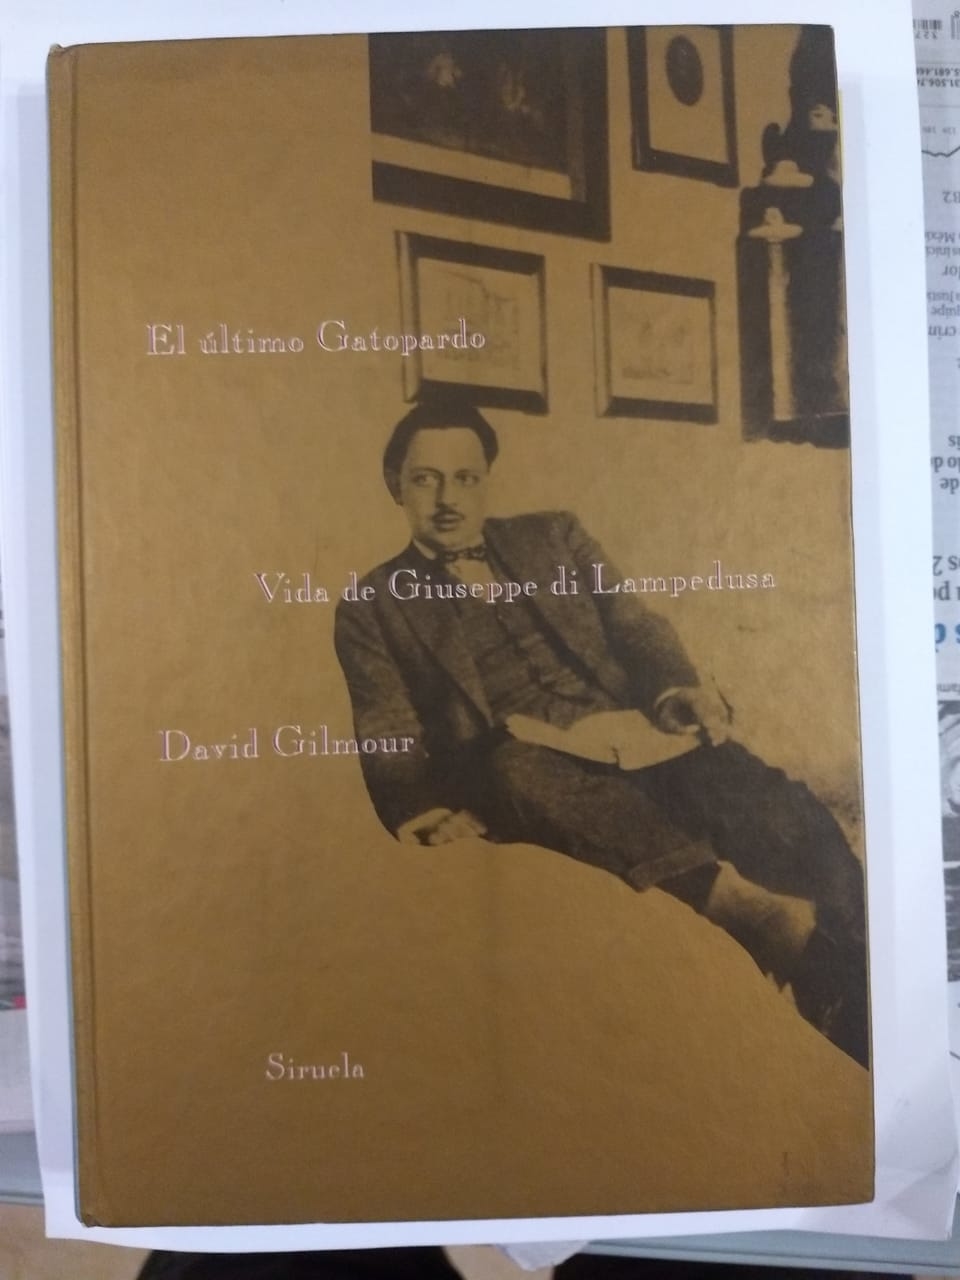 El último Gatopardo
Vida de Giuseppe di Lampedusa
David Gilmour
Siruela